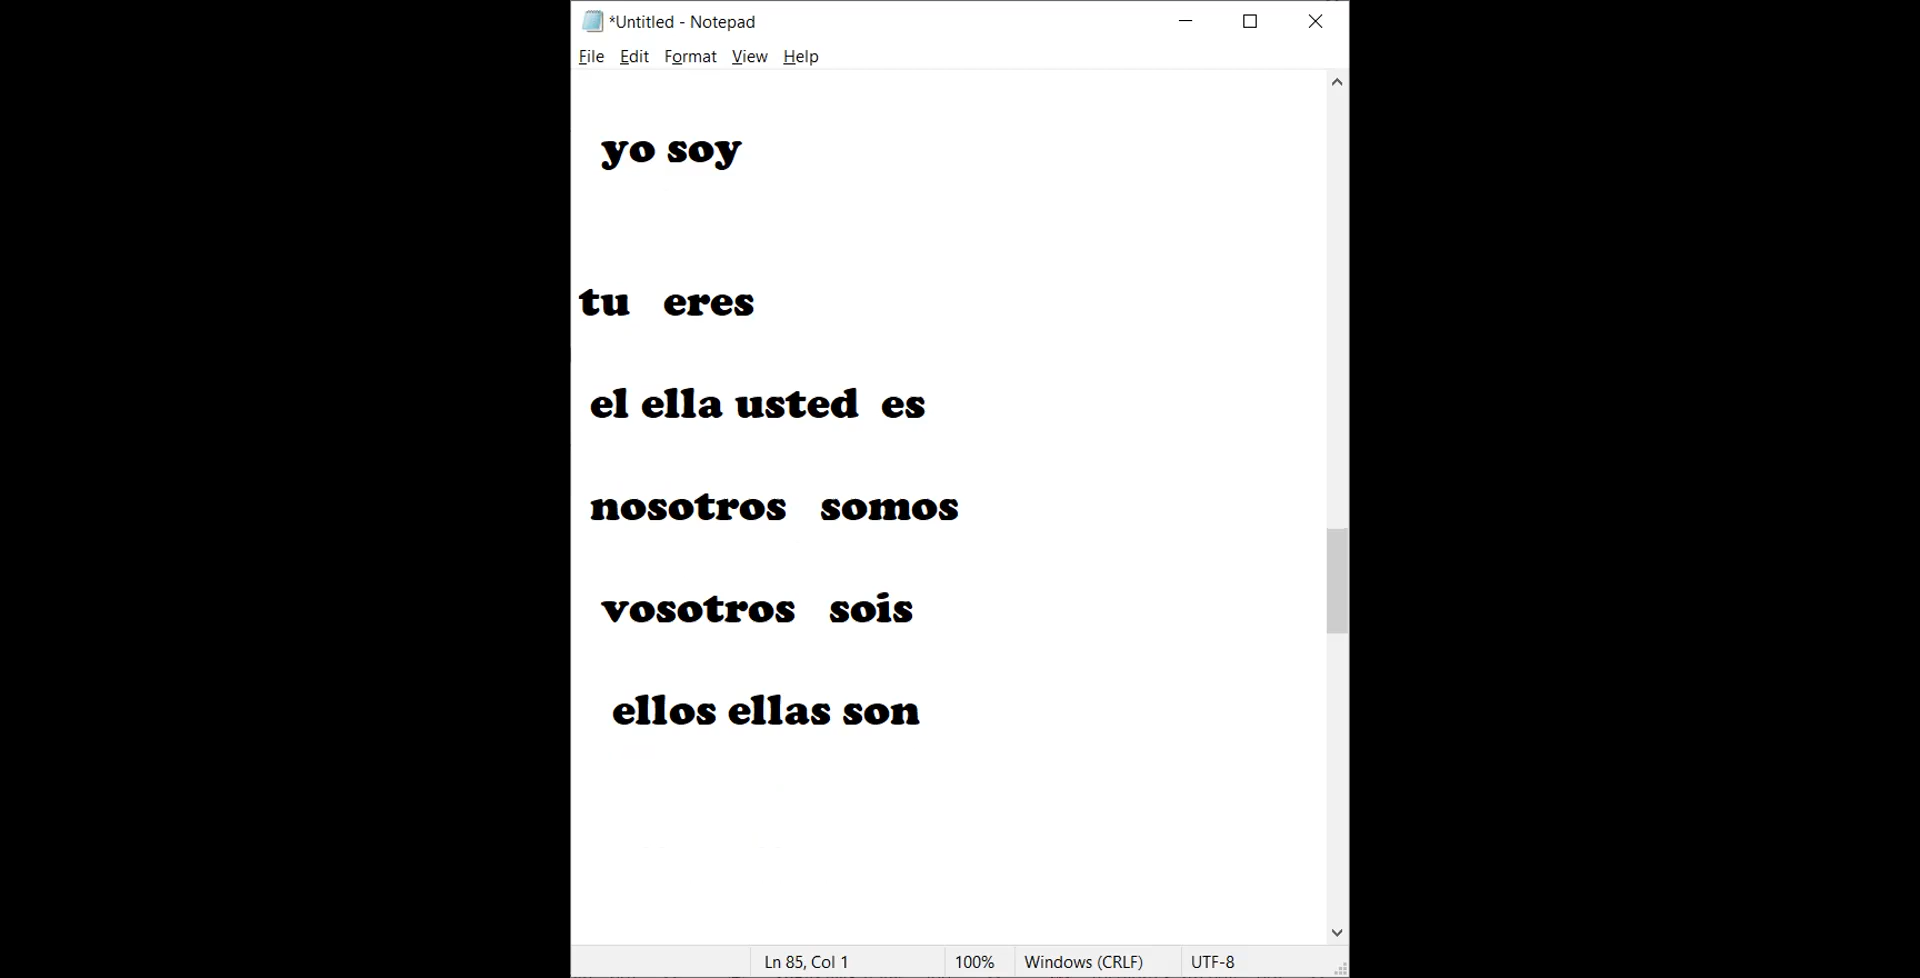 *Untitled - Notepad
File Edit Format View Help
yo soy
tu eres
el ella usted es
nosotros somos
vosotros sois
ellos ellas son
Ln 85, Col 1 100% Windows (CRLF) UTF-8